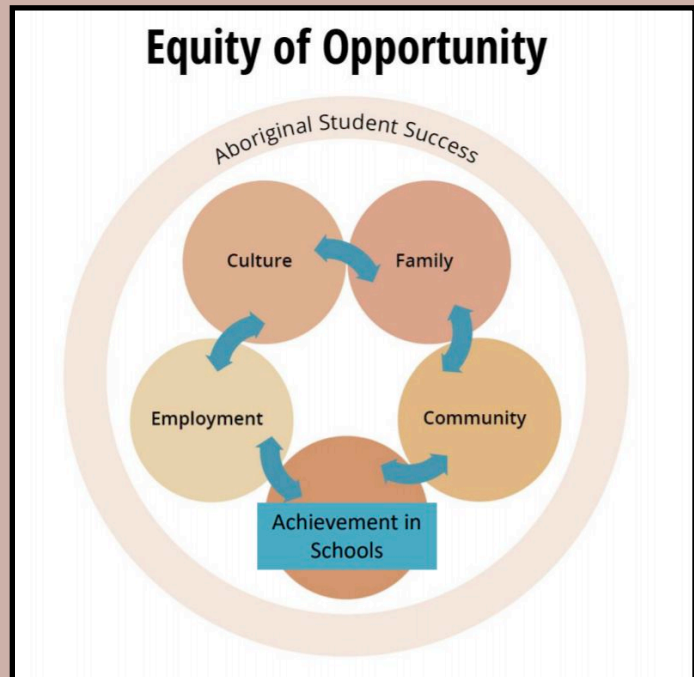 Equity of Opportunity
Aboriginal Student Success
Culture
Family
Employment
Community
Achievement in
Schools